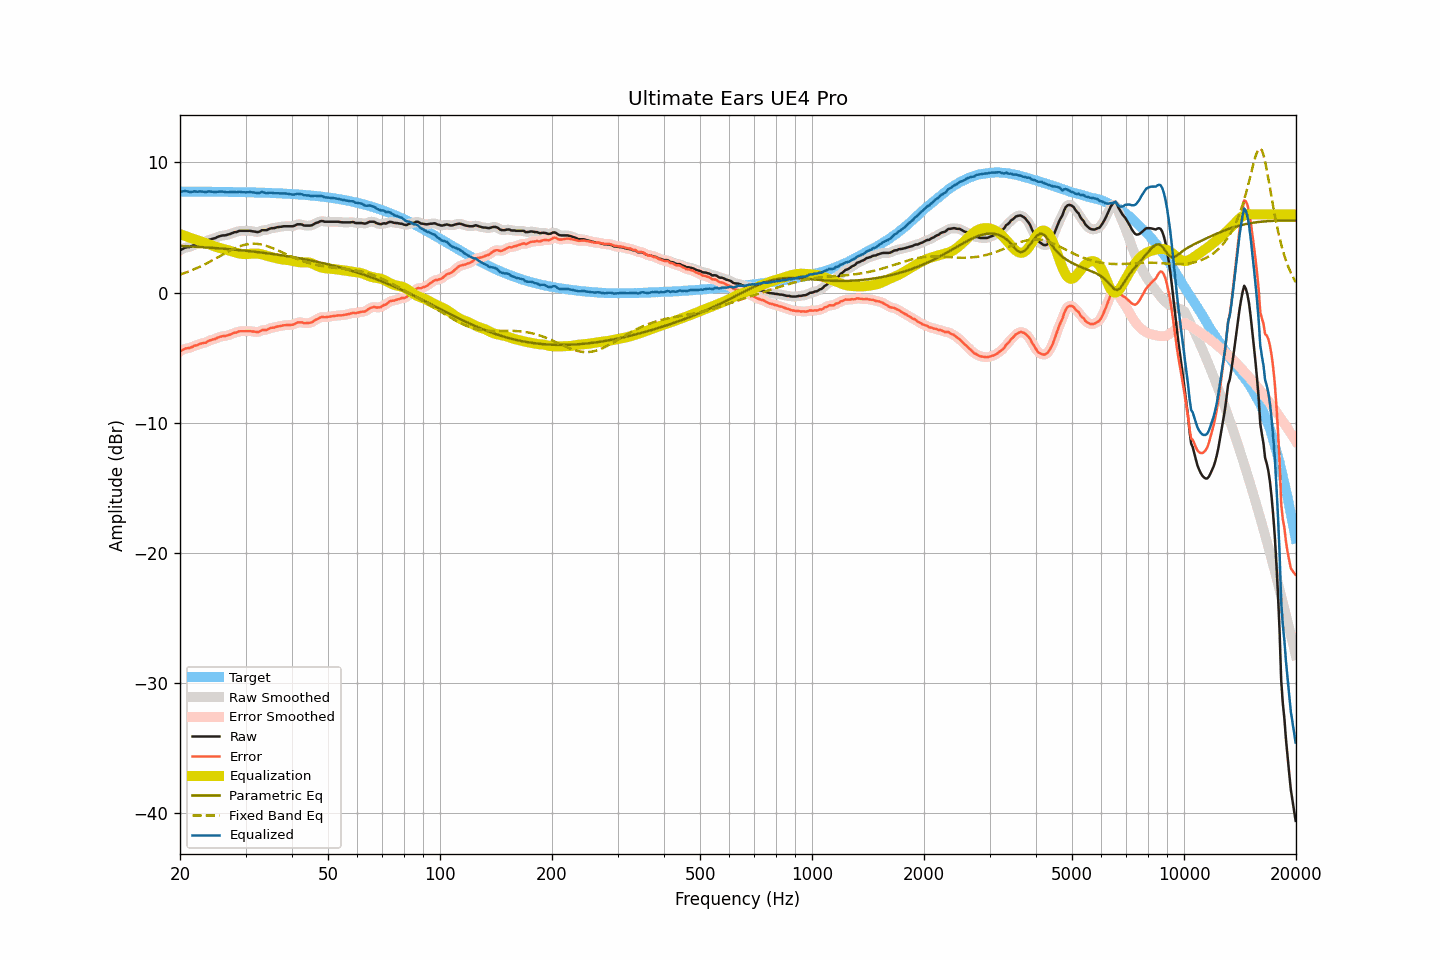 Ultimate Ears UE4 Pro
10
0
−10
−20
−30
−40
Amplitude (dBr)
Target
Raw Smoothed
Error Smoothed
Raw
Error
Equalization
Parametric Eq
Fixed Band Eq
Equalized
20 50 100 200 500 1000 2000 5000 10000 20000
Frequency (Hz)